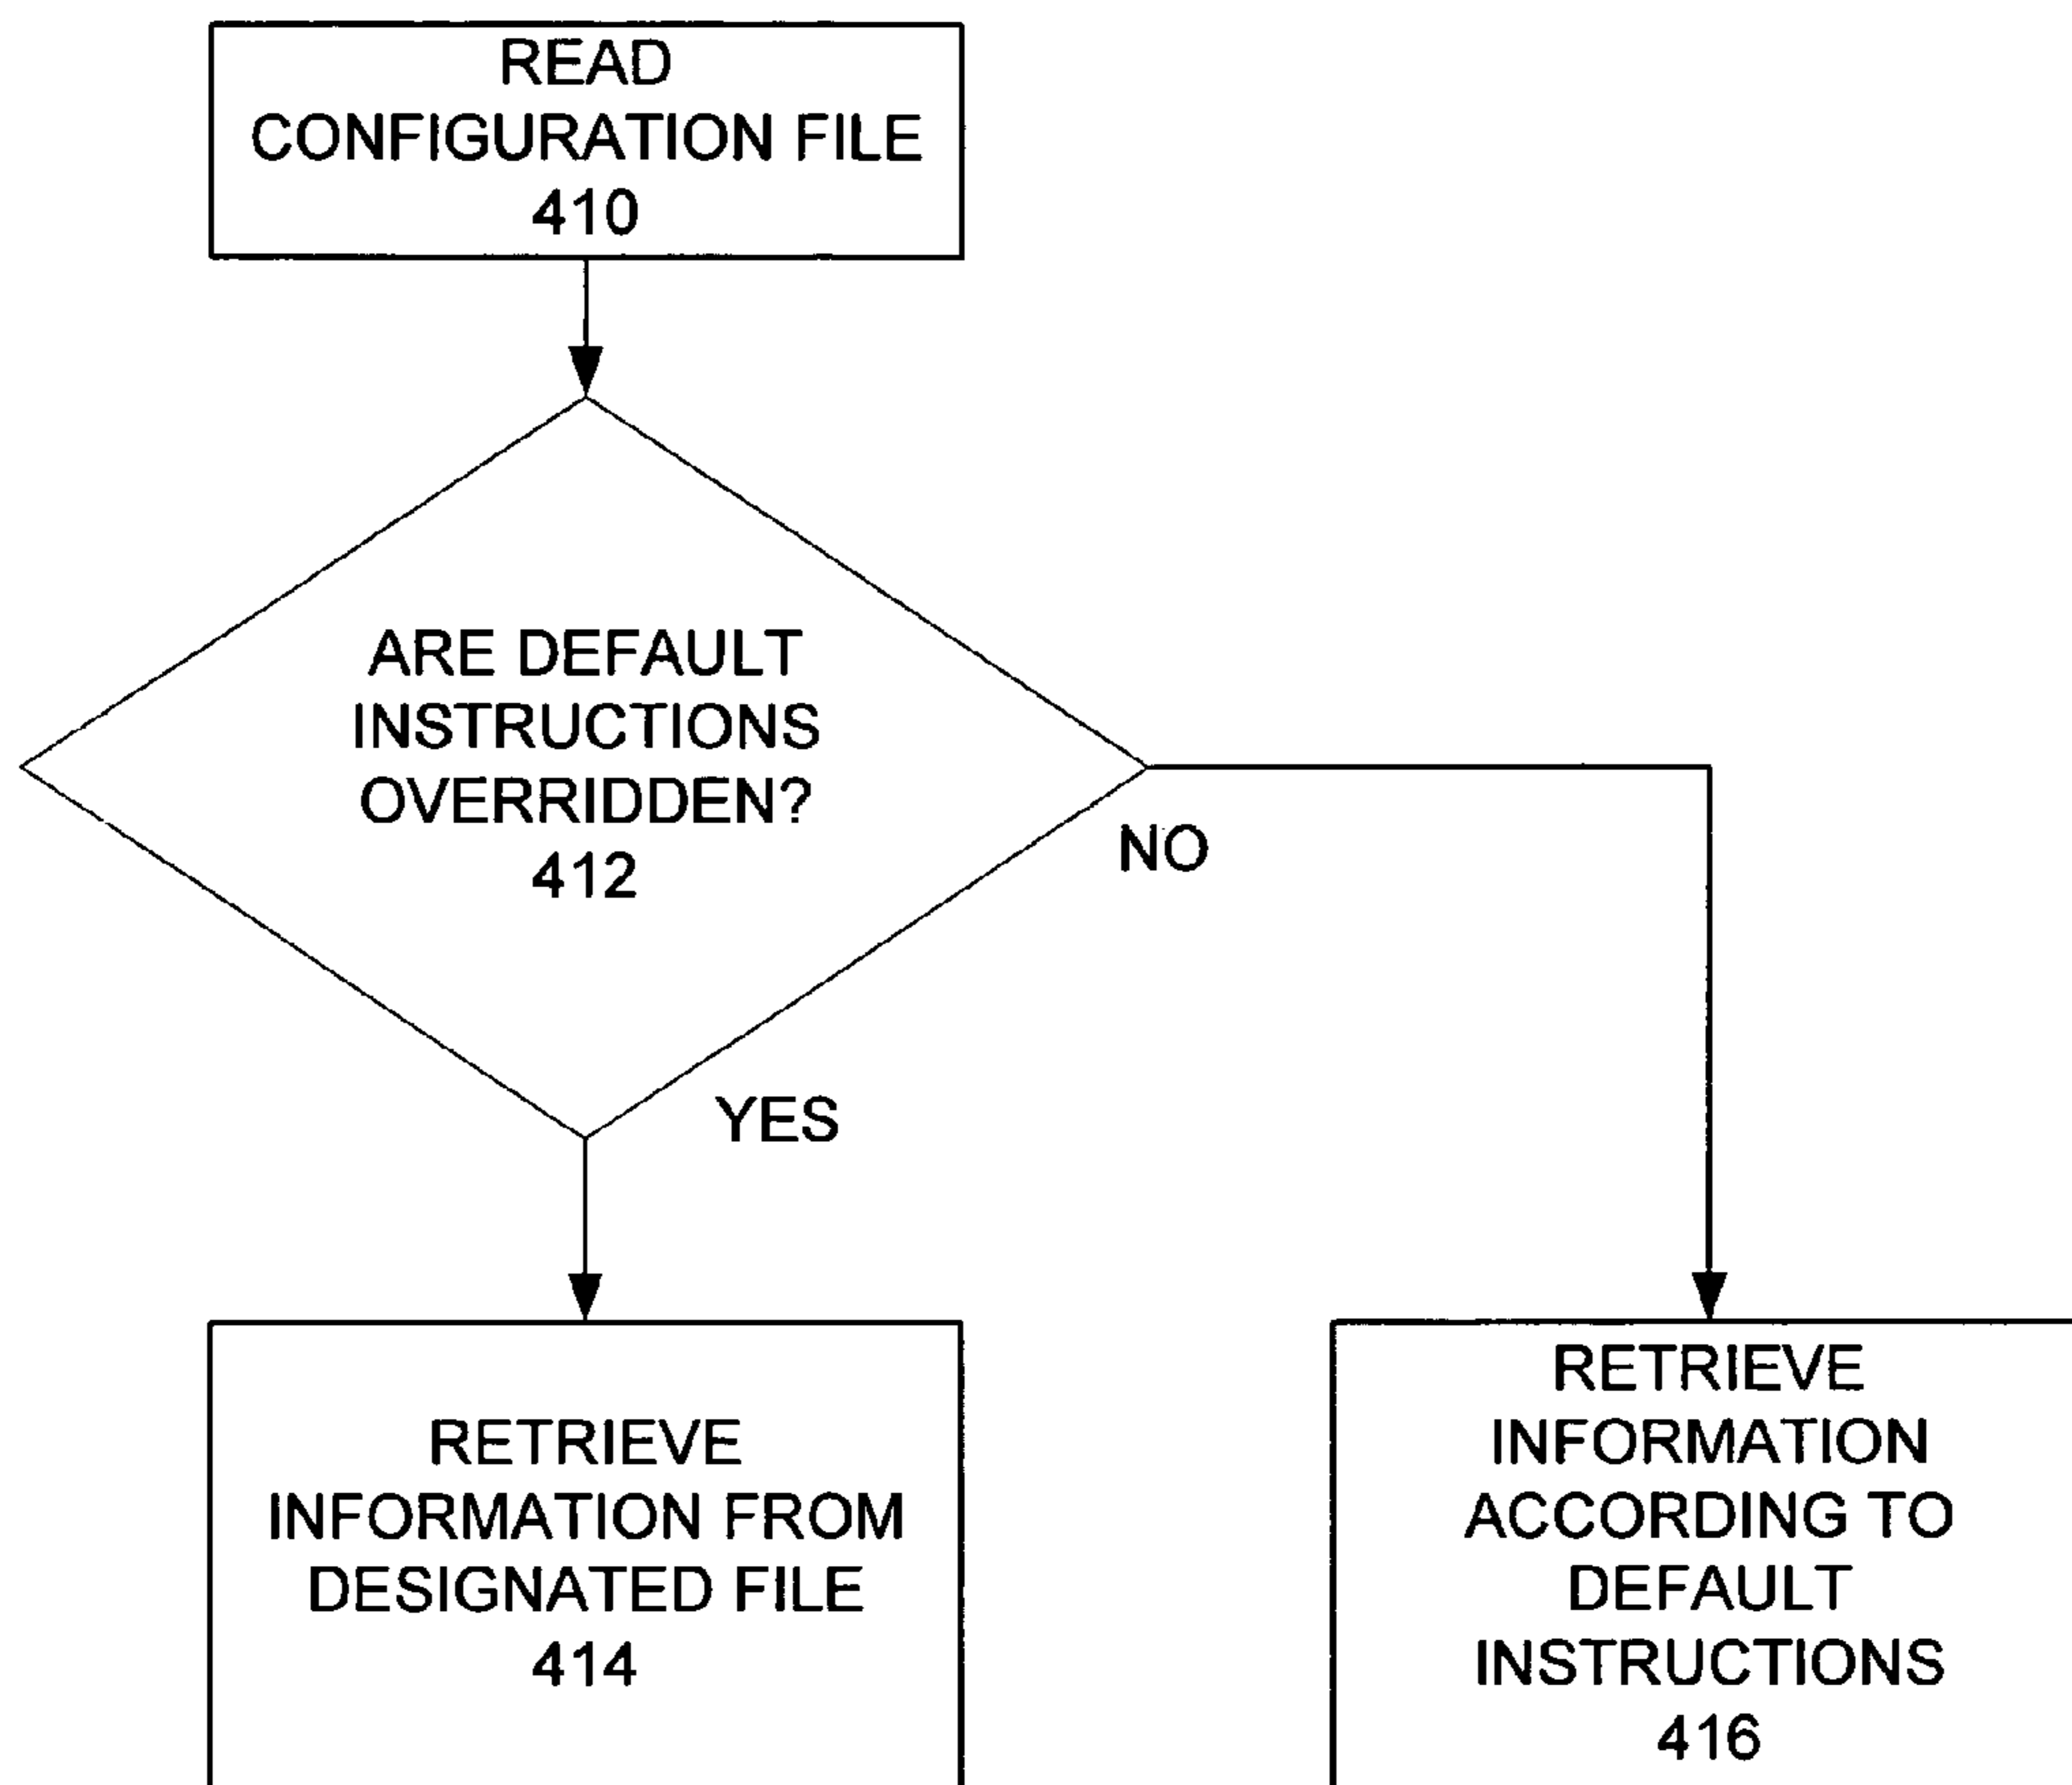 READ
CONFIGURATION FILE
410
ARE DEFAULT
INSTRUCTIONS
OVERRIDDEN?
412
NO
YES
RETRIEVE
INFORMATION FROM
DESIGNATED FILE
414
RETRIEVE
INFORMATION
ACCORDING TO
DEFAULT
INSTRUCTIONS
416